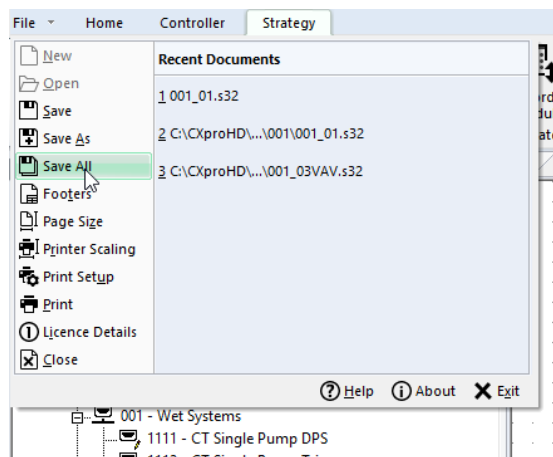 File Home Controller Strategy
New
Open
Save
Save As
Save All
Footers
Page Size
Printer Scaling
Print Setup
Print
Licence Details
Close
Recent Documents
1 001_01.s32
2 C:\CXproHD\...\001\001_01.s32
3 C:\CXproHD\...\001_03VAV.s32
Help About Exit
001 - Wet Systems
1111 - CT Single Pump DPS